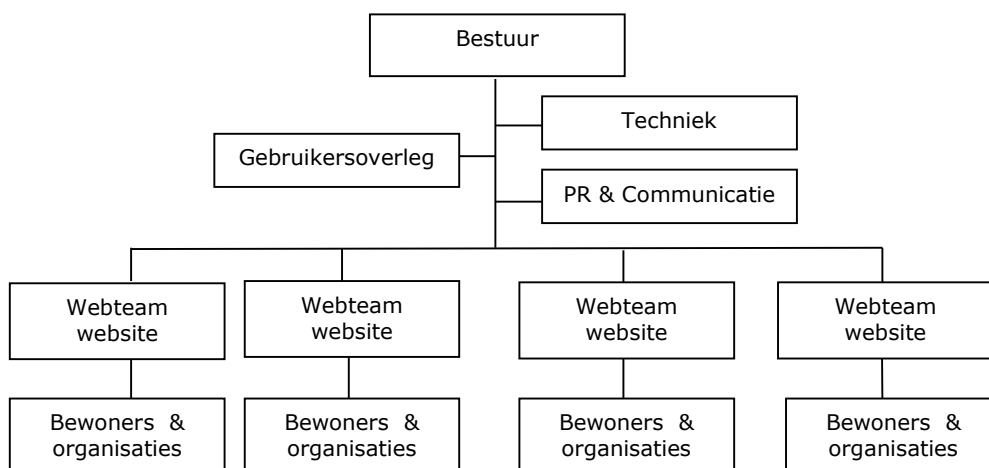 Bestuur
Techniek
Gebruikersoverleg
PR & Communicatie
Webteam
website
Webteam
website
Webteam
website
Webteam
website
Bewoners & 
organisaties
Bewoners & 
organisaties
Bewoners & 
organisaties
Bewoners & 
organisaties